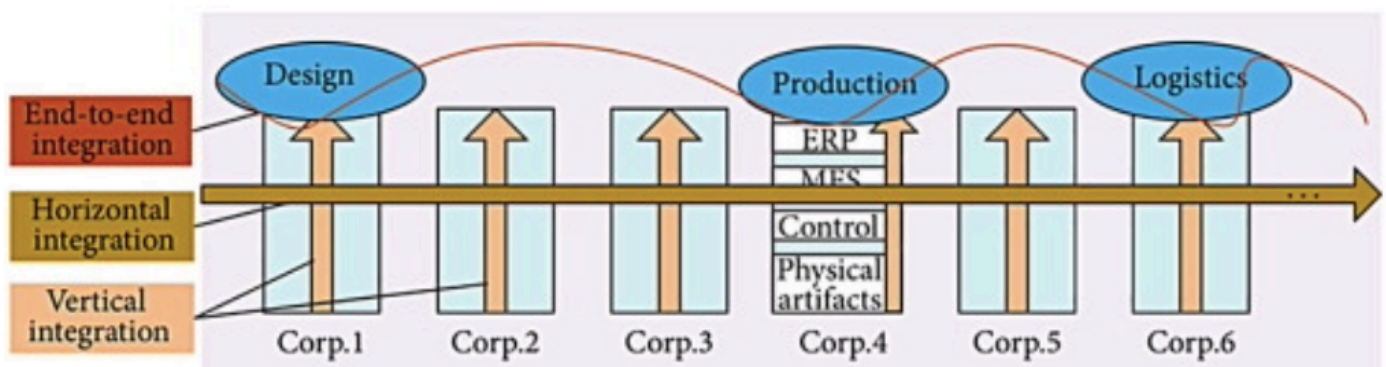 Design
Production
Logistics
End-to-end
integration
Horizontal
integration
Vertical
integration
ERP
MES
Control
Physical
artifacts
...
Corp.1
Corp.2
Corp.3
Corp.4
Corp.5
Corp.6